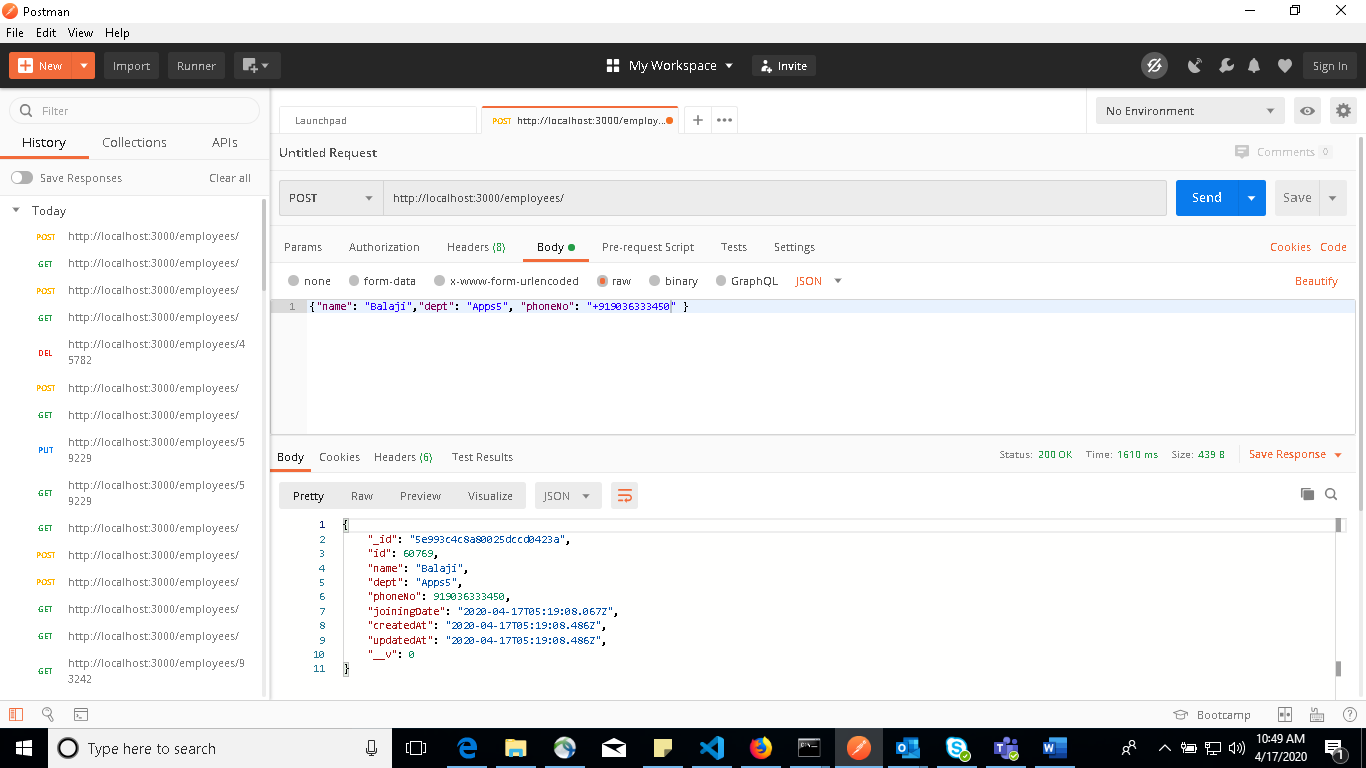 Postman
File Edit View Help
New Import Runner My Workspace Invite Sign In
Filter
History Collections APIs
Save Responses Clear all
Today
POST http://localhost:3000/employees/
GET http://localhost:3000/employees/
POST http://localhost:3000/employees/
GET http://localhost:3000/employees/
DEL http://localhost:3000/employees/4
5782
POST http://localhost:3000/employees/
GET http://localhost:3000/employees/
PUT http://localhost:3000/employees/5
9229
GET http://localhost:3000/employees/5
9229
GET http://localhost:3000/employees/
POST http://localhost:3000/employees/
POST http://localhost:3000/employees/
GET http://localhost:3000/employees/
GET http://localhost:3000/employees/
GET http://localhost:3000/employees/9
3242
Launchpad POST http://localhost:3000/employ... + ••• No Environment
Untitled Request Comments 0
POST http://localhost:3000/employees/ Send Save
Params Authorization Headers (8) Body Pre-request Script Tests Settings Cookies Code
none form-data x-www-form-urlencoded raw binary GraphQL JSON Beautify
1 {"name": "Balaji","dept": "Apps5", "phoneNo": "+919036333450" }
Body Cookies Headers (6) Test Results Status: 200 OK Time: 1610 ms Size: 439 B Save Response
Pretty Raw Preview Visualize JSON
1 {
2 "_id": "5e993c4c8a80025dccd0423a",
3 "id": 60769,
4 "name": "Balaji",
5 "dept": "Apps5",
6 "phoneNo": 919036333450,
7 "joiningDate": "2020-04-17T05:19:08.067Z",
8 "createdAt": "2020-04-17T05:19:08.486Z",
9 "updatedAt": "2020-04-17T05:19:08.486Z",
10 "__v": 0
11 }
Bootcamp
Type here to search
10:49 AM
4/17/2020
1